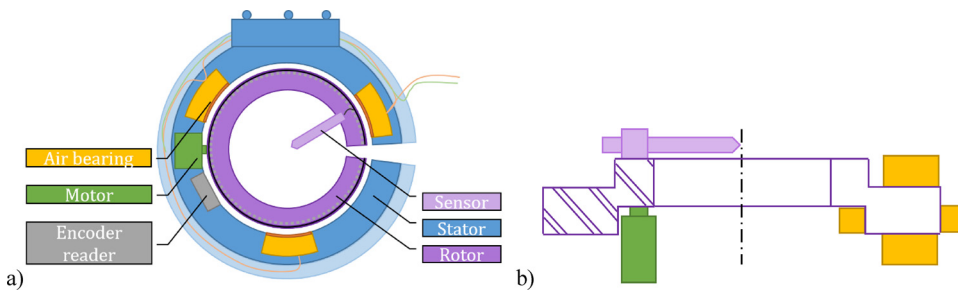 Air bearing
Motor
Encoder
reader
Sensor
Stator
Rotor
a)
b)